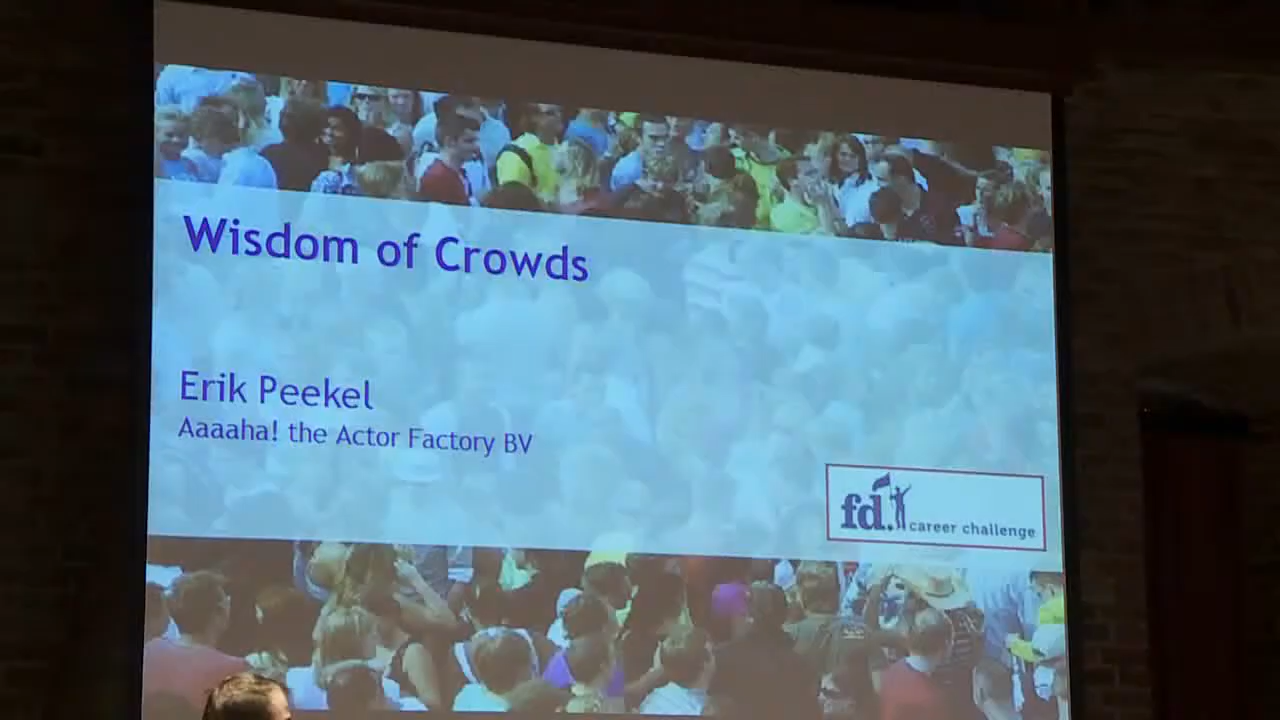 Wisdom of Crowds
Erik Peekel
Aaaaha! the Actor Factory BV
fd. career challenge